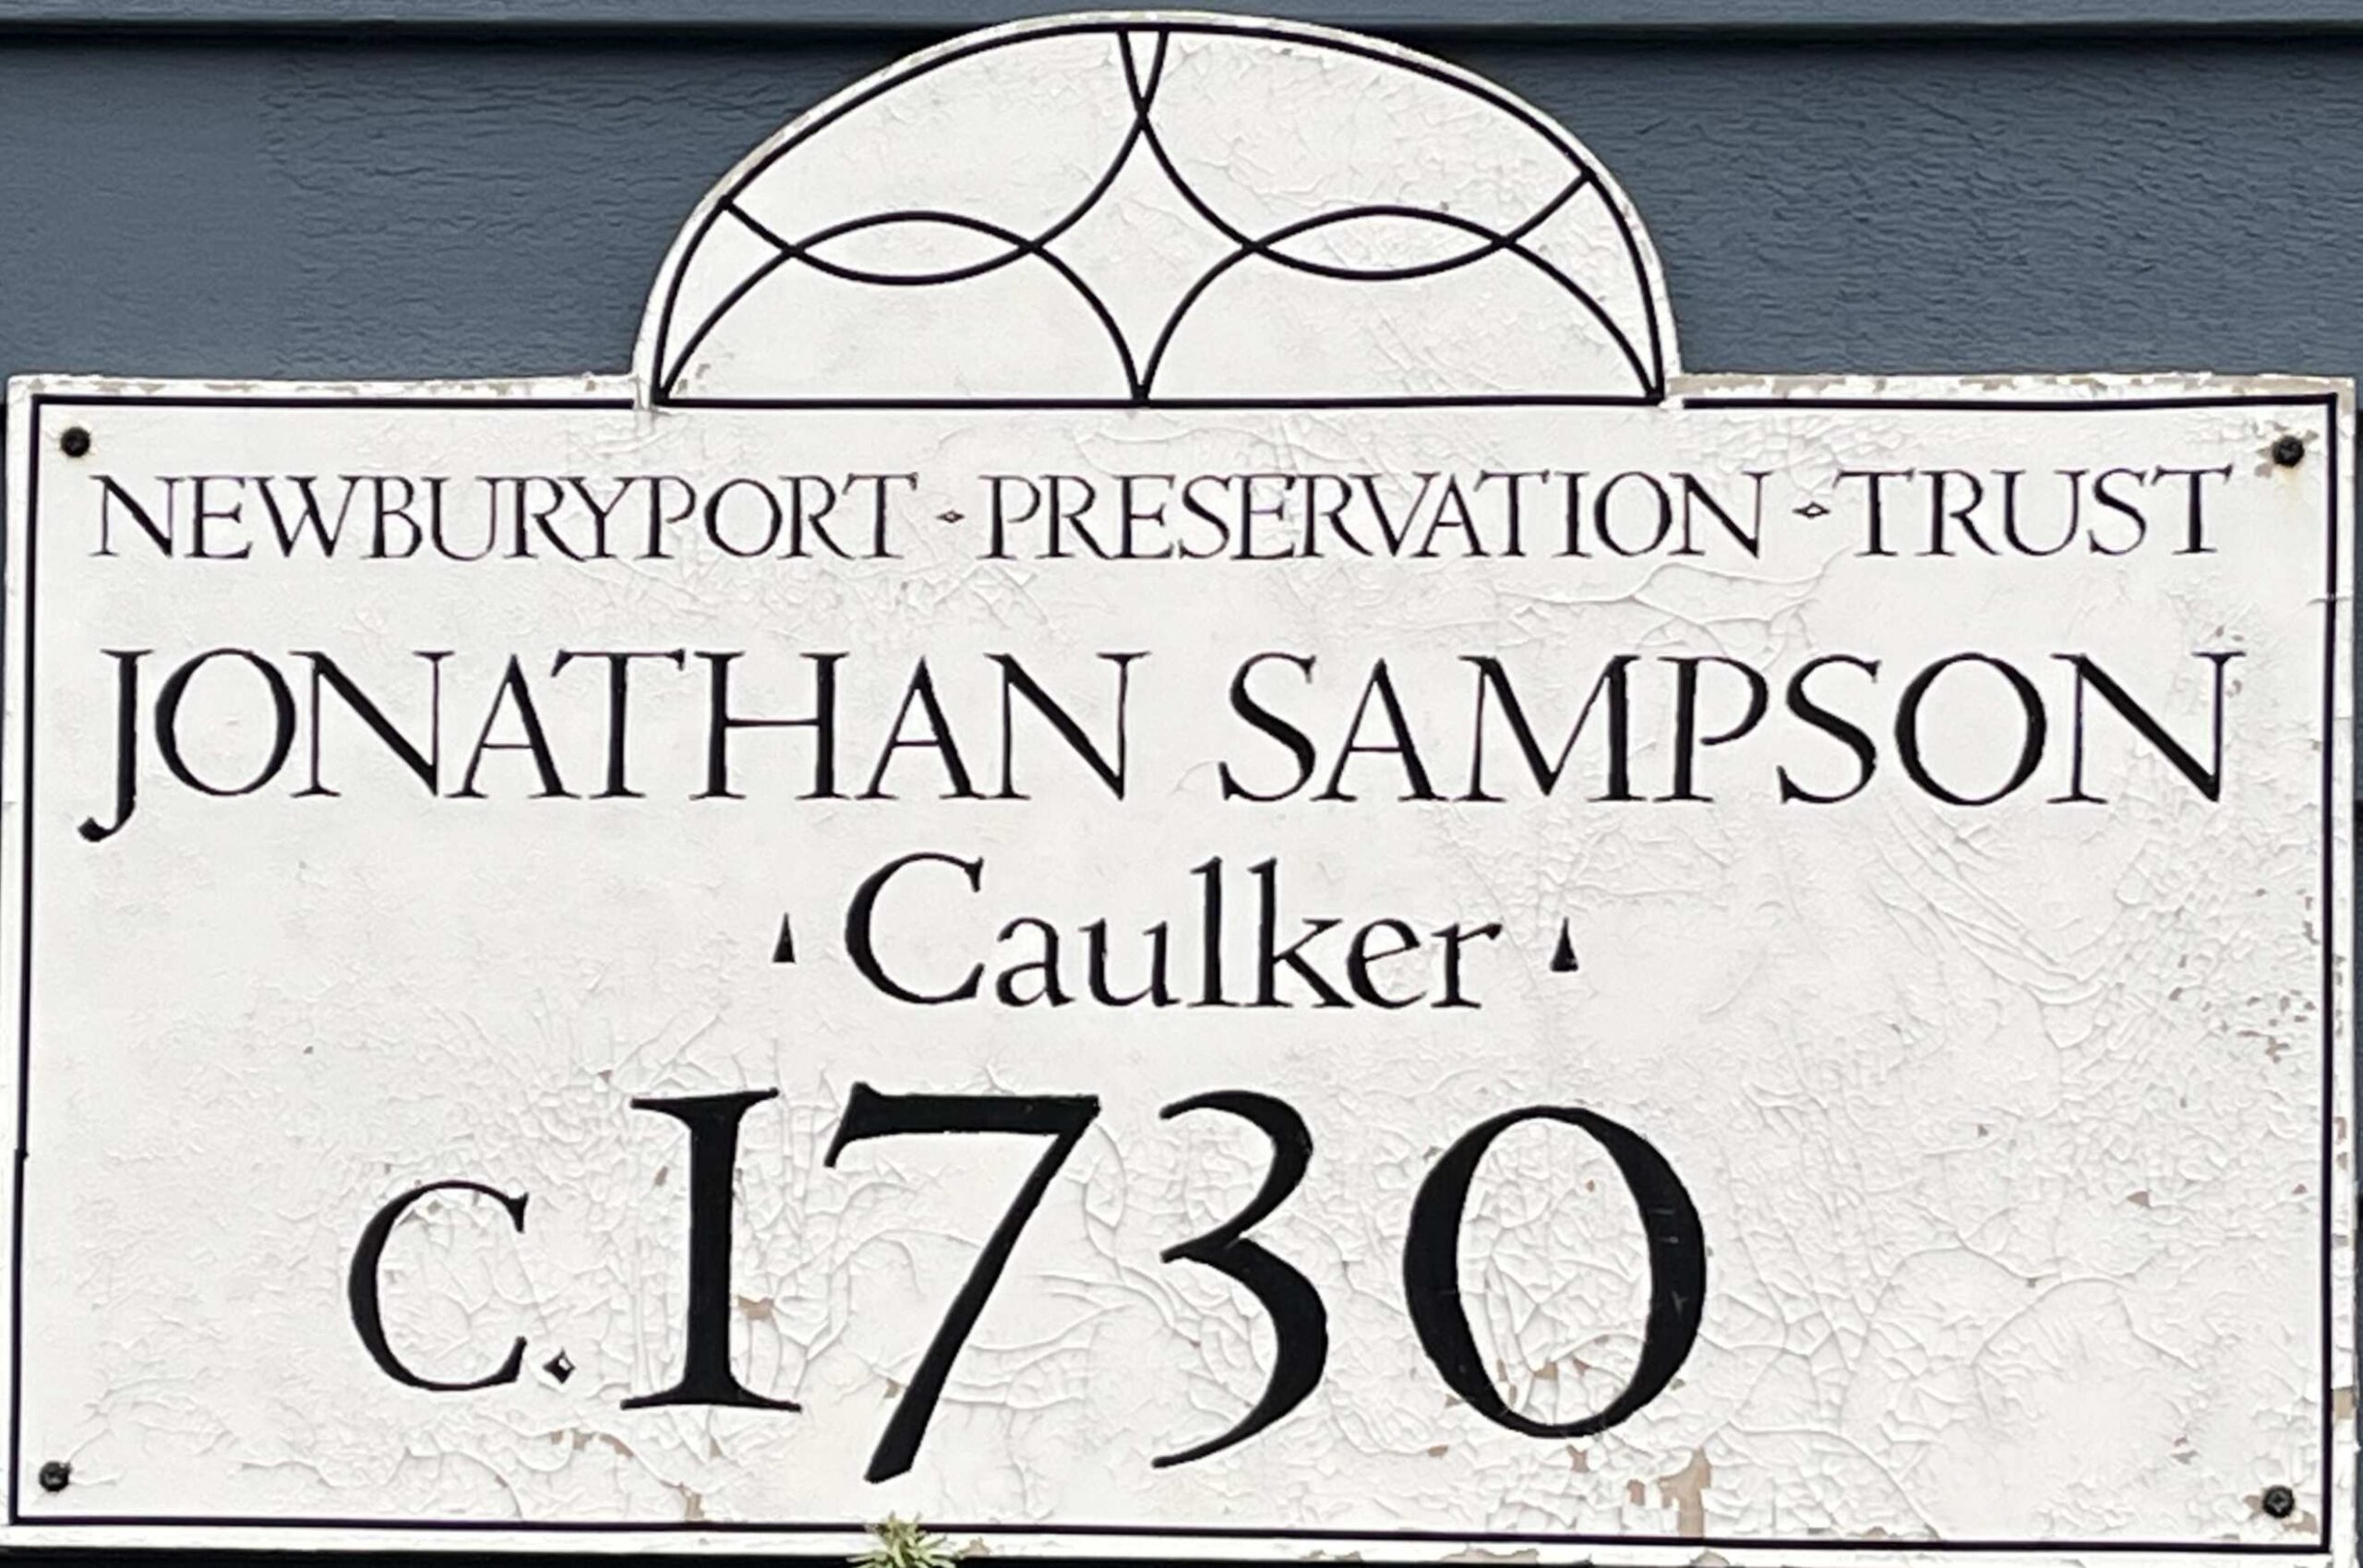 NEWBURYPORT · PRESERVATION · TRUST
JONATHAN SAMPSON
Caulker
c. 1730